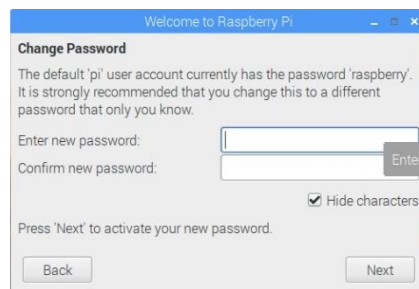 Welcome to Raspberry Pi
Change Password
The default 'pi' user account currently has the password 'raspberry'.
It is strongly recommended that you change this to a different
password that only you know.
Enter new password:
Ente
Confirm new password:
Hide characters
Press 'Next' to activate your new password.
Back
Next